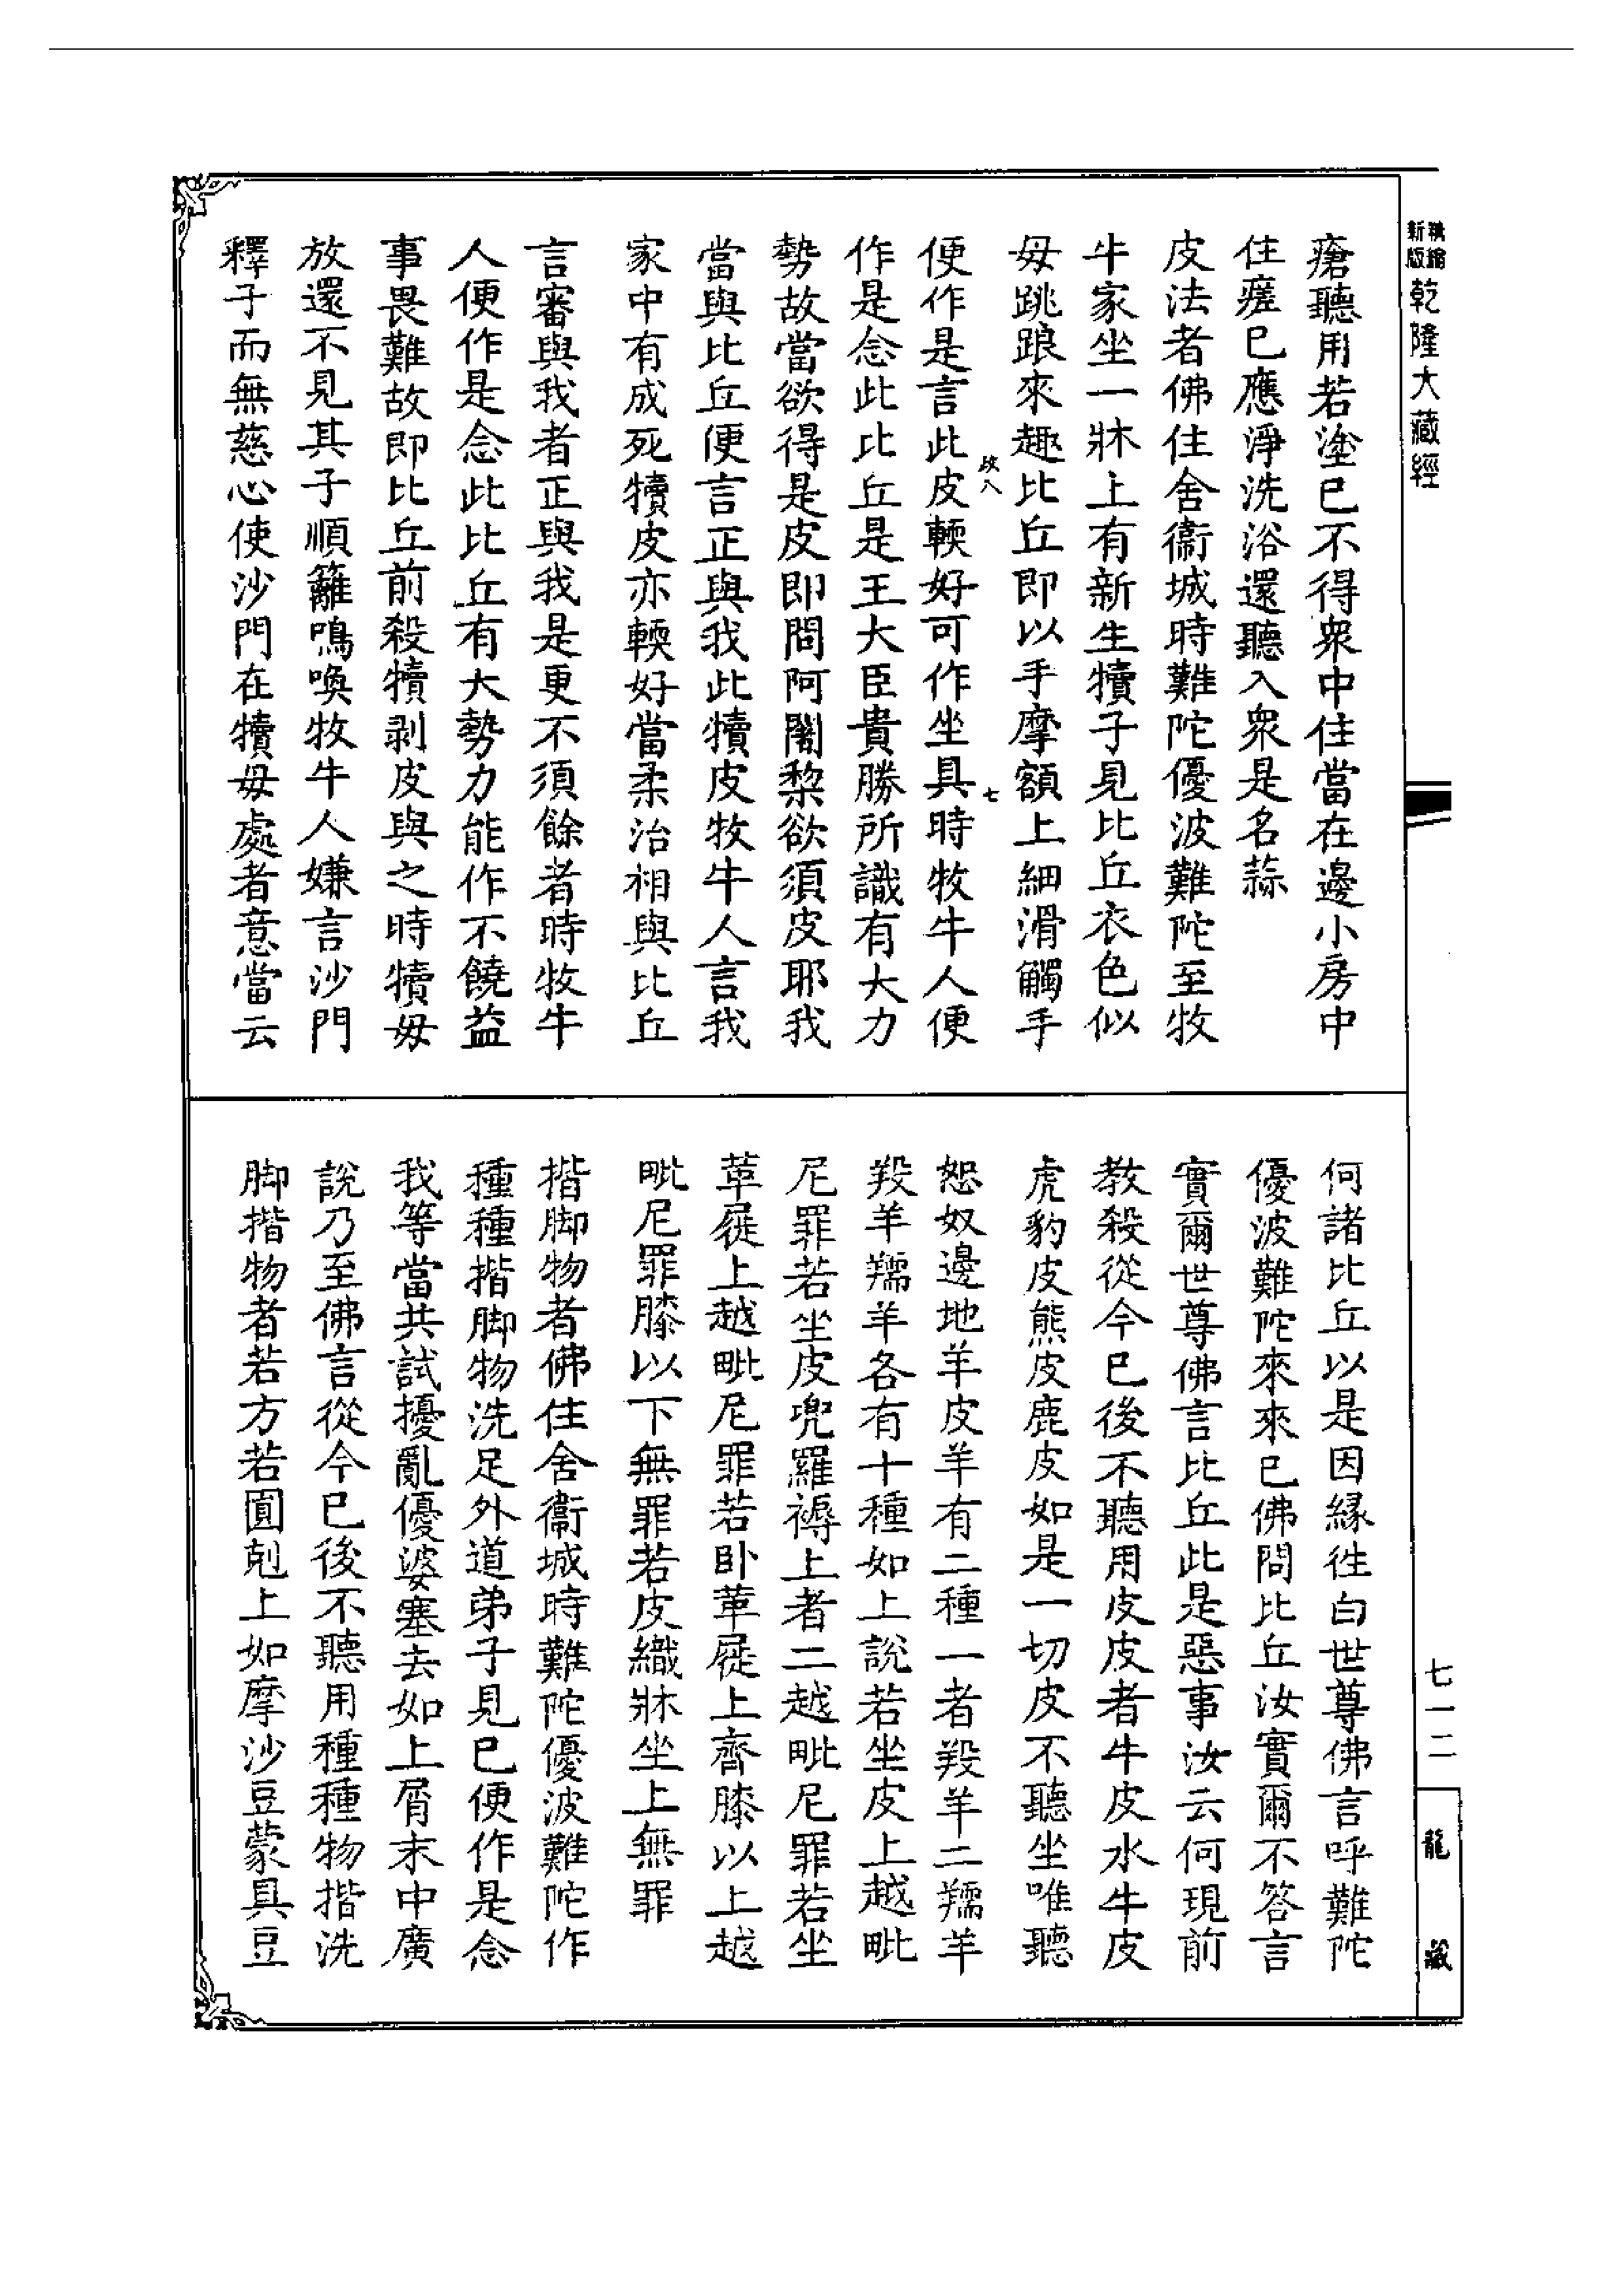 新版
乾隆大藏經
瘡聽用若塗已不得衆中住當在邊小房中
住瘥已應淨洗浴還聽入衆是名蒜
皮法者佛住舍衞城時難陀優波難陀至牧
牛家坐一牀上有新生犢子見比丘衣色似
母跳踉來趣比丘即以手摩額上細滑觸手
便作是言此皮輭好可作坐具時牧牛人便
七
作是念此比丘是王大臣貴勝所識有大力
勢故當欲得是皮即問阿闍棃欲須皮耶我
當與比丘便言正與我此犢皮牧牛人言我
家中有成死犢皮亦輭好當柔治相與比丘
言審與我者正與我是更不須餘者時牧牛
人便作是念此比丘有大勢力能作不饒益
事畏難故即比丘前殺犢剥皮與之時犢母
放還不見其子順籬鳴喚牧牛人嫌言沙門
釋子而無慈心使沙門在犢母處者意當云
何諸比丘以是因緣徃白世尊佛言呼難陀
優波難陀來來已佛問比丘汝實爾不答言
實爾世尊佛言比丘此是惡事汝云何現前
教殺從今已後不聽用皮皮者牛皮水牛皮
虎豹皮熊皮鹿皮如是一切皮不聽坐唯聽
恕奴邊地羊皮羊有二種一者羖羊二羺羊
羖羊羺羊各有十種如上說若坐皮上越毗
尼罪若坐皮兜羅褥上者二越毗尼罪若坐
革屣上越毗尼罪若卧革屣上齊膝以上越
毗尼罪膝以下無罪若皮織牀坐上無罪
揩脚物者佛住舍衞城時難陀優波難陀作
種種揩脚物洗足外道弟子見已便作是念
我等當共試擾亂優婆塞去如上屑末中廣
說乃至佛言從今已後不聽用種種物揩洗
脚揩物者若方若圓剋上如摩沙豆蒙具豆
七一二
龍藏